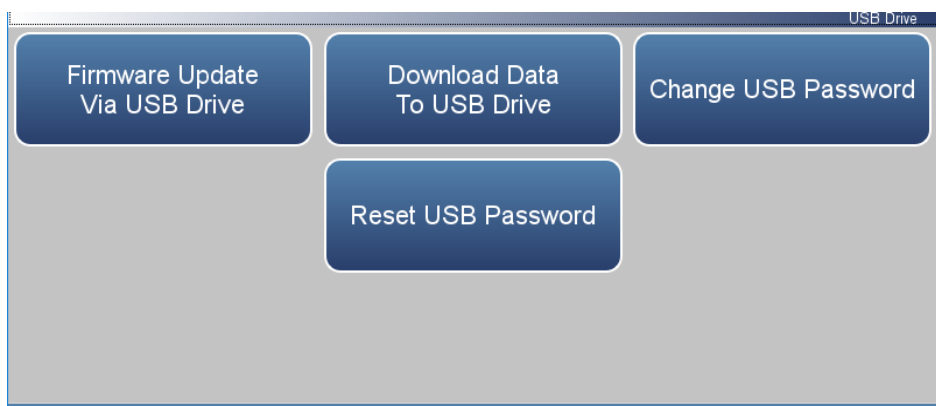 USB Drive
Firmware Update
Via USB Drive
Download Data
To USB Drive
Change USB Password
Reset USB Password